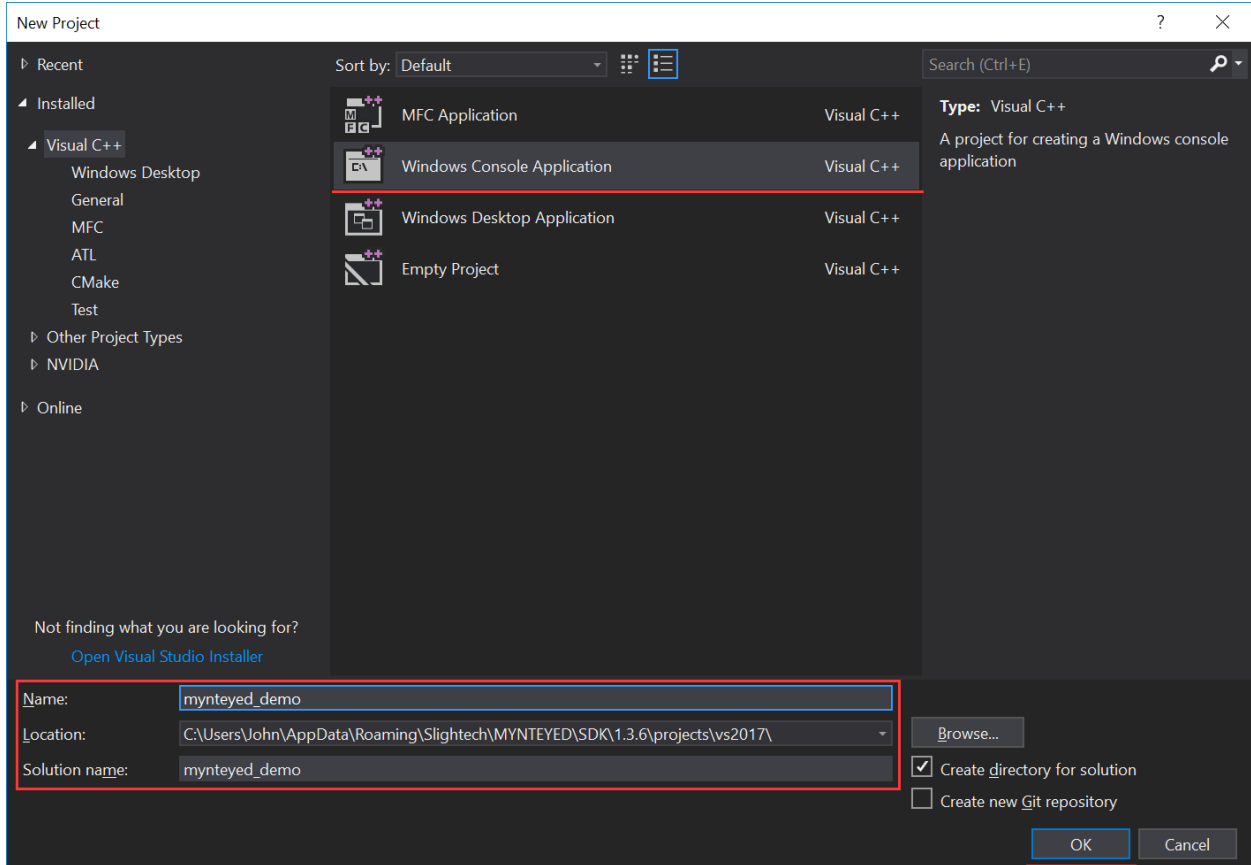 New Project
?
Recent
Sort by: Default
Search (Ctrl+E)
Installed
Visual C++
Windows Desktop
General
MFC
ATL
CMake
Test
Other Project Types
NVIDIA
Online
Not finding what you are looking for?
Open Visual Studio Installer
MFC Application Visual C++
Windows Console Application Visual C++
Windows Desktop Application Visual C++
Empty Project Visual C++
Type: Visual C++
A project for creating a Windows console
application
Name: mynteyed_demo
Location: C:\Users\John\AppData\Roaming\Slightech\MYNTEYED\SDK\1.3.6\projects\vs2017\
Browse...
Solution name: mynteyed_demo
Create directory for solution
Create new Git repository
OK Cancel